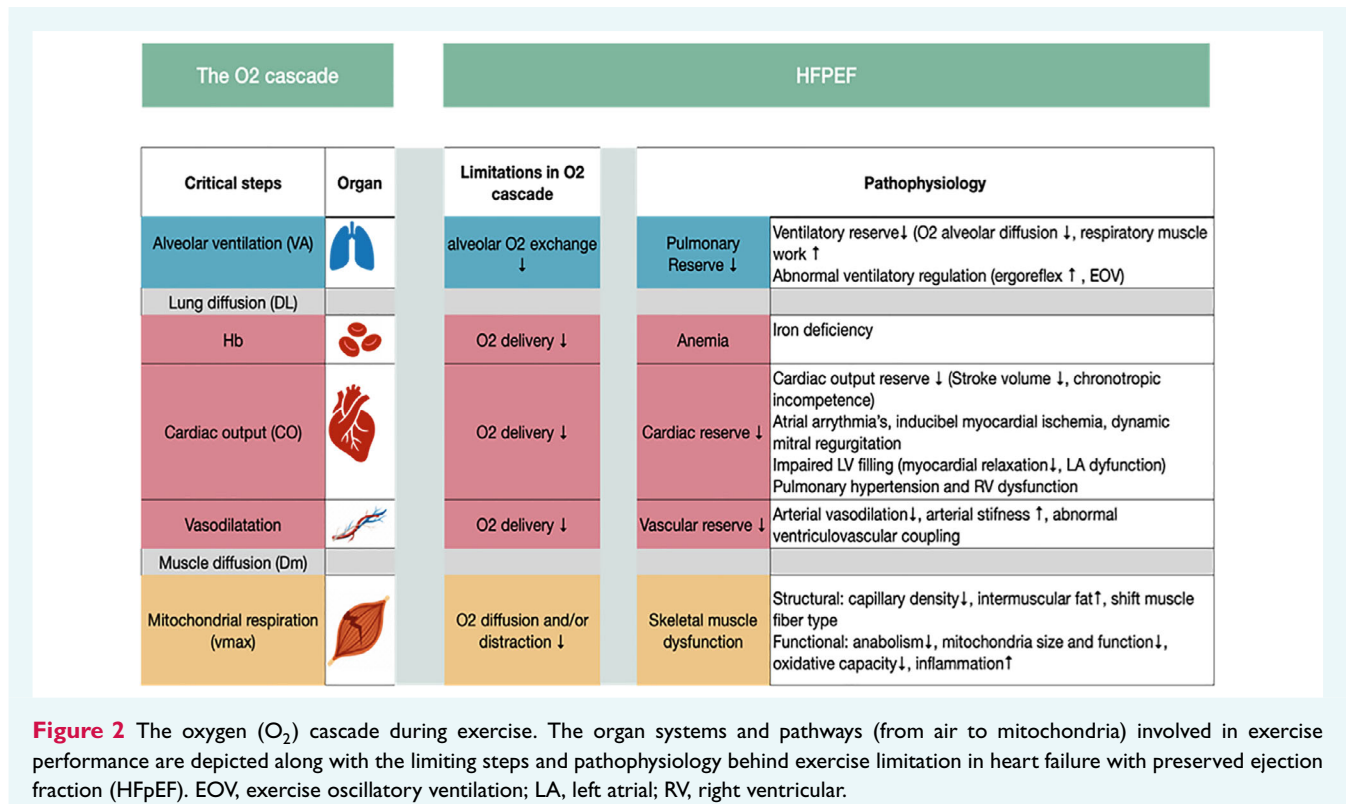 The O2 cascade
HFPEF
Critical steps
Organ
Limitations in O2
cascade
Pathophysiology
Alveolar ventilation (VA)
alveolar O2 exchange
↓
Pulmonary
Reserve ↓
Ventilatory reserve↓ (O2 alveolar diffusion ↓, respiratory muscle
work ↑
Abnormal ventilatory regulation (ergoreflex ↑ , EOV)
Lung diffusion (DL)
Hb
O2 delivery ↓
Anemia
Iron deficiency
Cardiac output (CO)
O2 delivery ↓
Cardiac reserve ↓
Cardiac output reserve ↓ (Stroke volume ↓, chronotropic
incompetence)
Atrial arrythmia's, inducibel myocardial ischemia, dynamic
mitral regurgitation
Impaired LV filling (myocardial relaxation↓, LA dyfunction)
Pulmonary hypertension and RV dysfunction
Vasodilatation
O2 delivery ↓
Vascular reserve ↓
Arterial vasodilation↓, arterial stifness ↑, abnormal
ventriculovascular coupling
Muscle diffusion (Dm)
Mitochondrial respiration
(vmax)
O2 diffusion and/or
distraction ↓
Skeletal muscle
dysfunction
Structural: capillary density↓, intermuscular fat↑, shift muscle
fiber type
Functional: anabolism↓, mitochondria size and function↓,
oxidative capacity↓, inflammation↑
Figure 2 The oxygen (O₂) cascade during exercise. The organ systems and pathways (from air to mitochondria) involved in exercise
performance are depicted along with the limiting steps and pathophysiology behind exercise limitation in heart failure with preserved ejection
fraction (HFpEF). EOV, exercise oscillatory ventilation; LA, left atrial; RV, right ventricular.